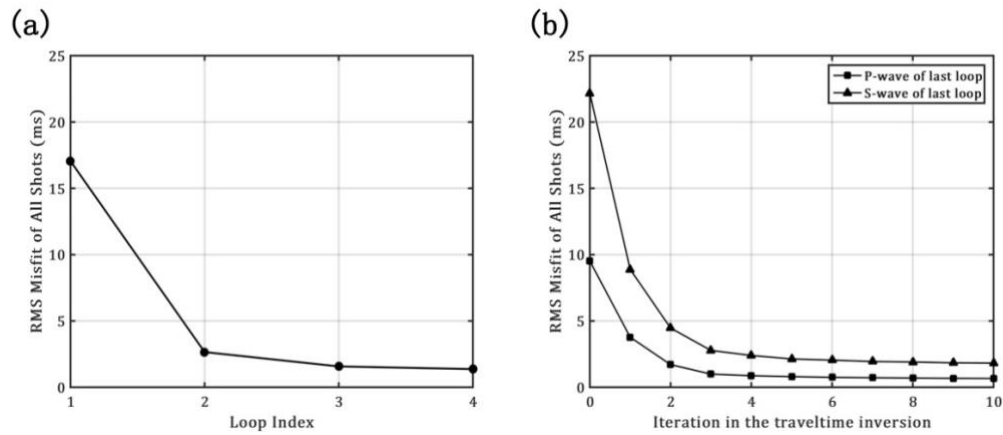 (a)
25
20
15
10
5
0
RMS Misfit of All Shots (ms)
1 2 3 4
Loop Index
(b)
25
20
15
10
5
0
RMS Misfit of All Shots (ms)
P-wave of last loop
S-wave of last loop
0 2 4 6 8 10
Iteration in the traveltime inversion